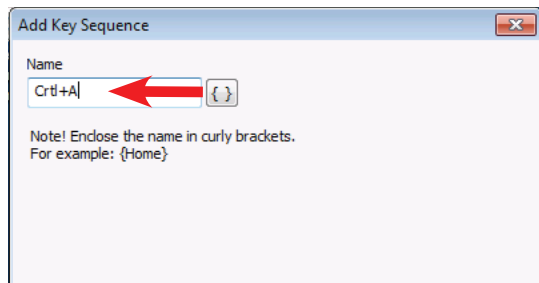 Add Key Sequence
Name
Crtl+A
{ }
Note! Enclose the name in curly brackets.
For example: {Home}